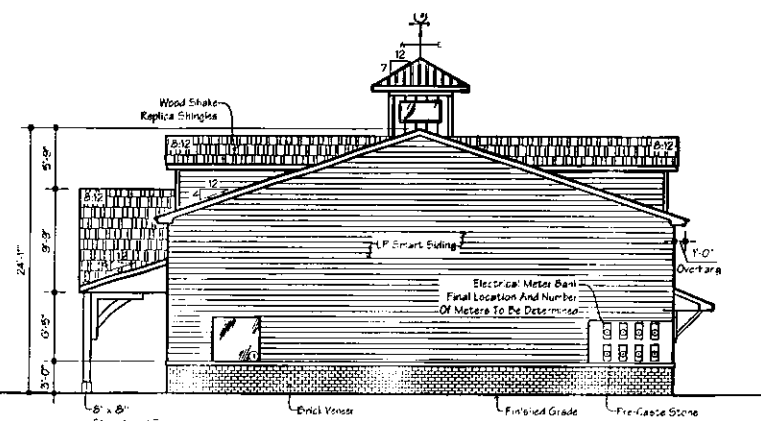 12
7
Wood Shake
Replica Shingles
8:12
8:12
5'-9"
8:12
12
4
9'-9"
24'-1"
LP Smart Siding
1'-0"
Overhang
12
Electrical Meter Bank
Final Location And Number
Of Meters To Be Determined
6'-5"
3'-0"
8" x 8"
Brick Veneer
Finished Grade
Pre-Caste Stone